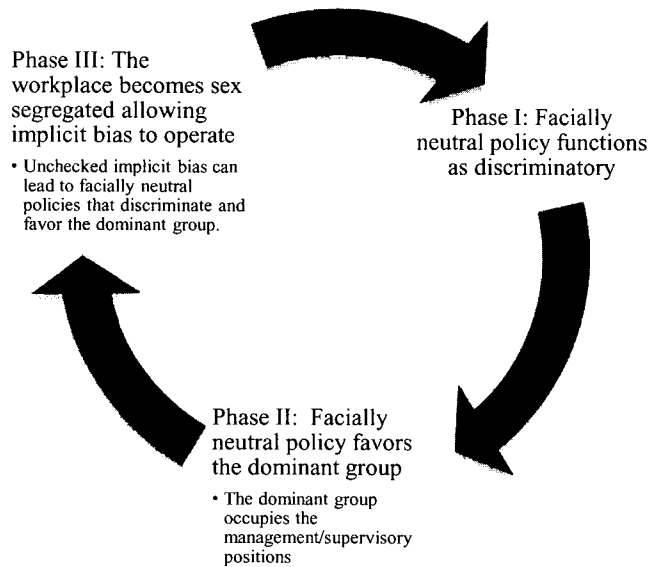 Phase III: The
workplace becomes sex
segregated allowing
implicit bias to operate
• Unchecked implicit bias can
lead to facially neutral
policies that discriminate and
favor the dominant group.
Phase I: Facially
neutral policy functions
as discriminatory
Phase II: Facially
neutral policy favors
the dominant group
• The dominant group
occupies the
management/supervisory
positions